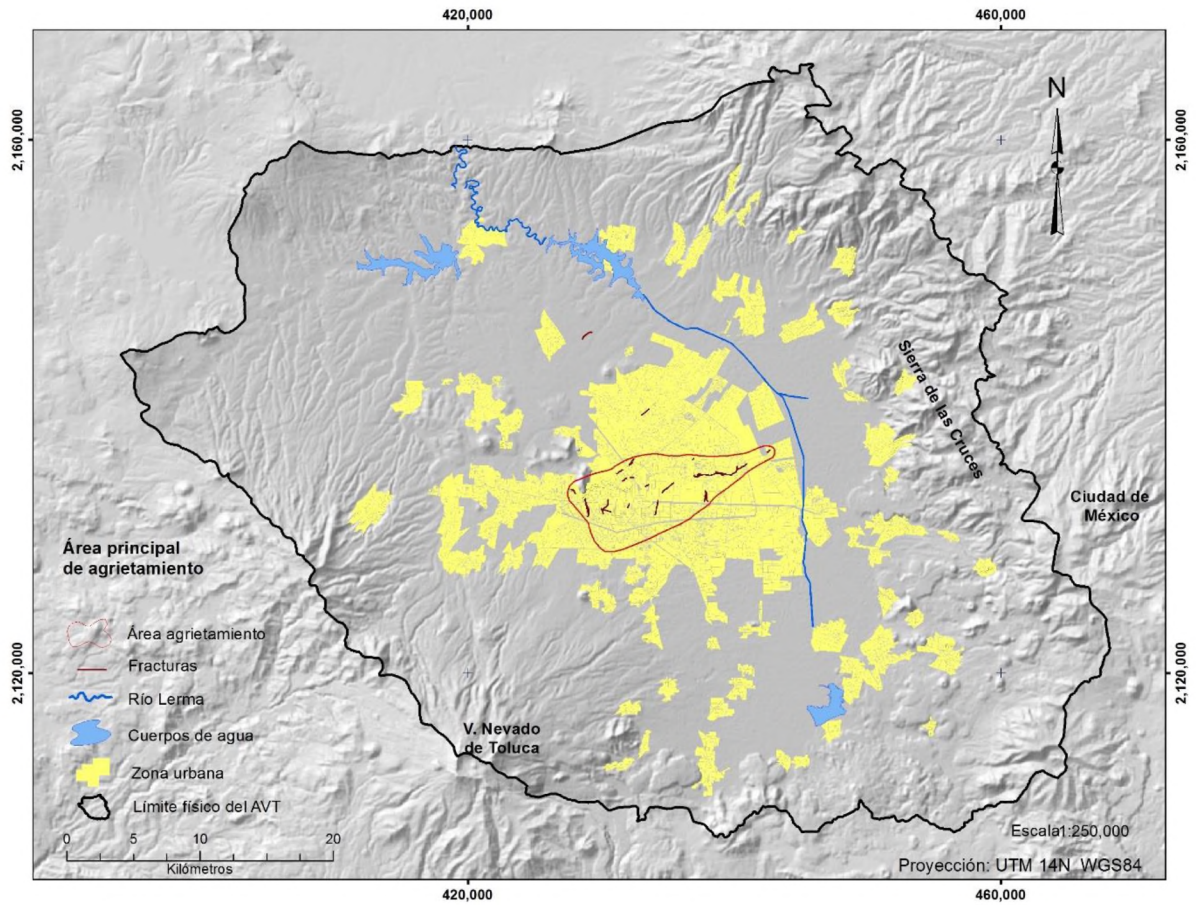 420,000
460,000
N
2,160,000
2,160,000
Sierra de las Cruces
Ciudad de
México
Área principal
de agrietamiento
Área agrietamiento
Fracturas
Río Lerma
Cuerpos de agua
Zona urbana
Límite físico del AVT
2,120,000
2,120,000
V. Nevado
de Toluca
0 5 10 20
Kilómetros
Escala1:250,000
Proyección: UTM 14N WGS84
420,000
460,000